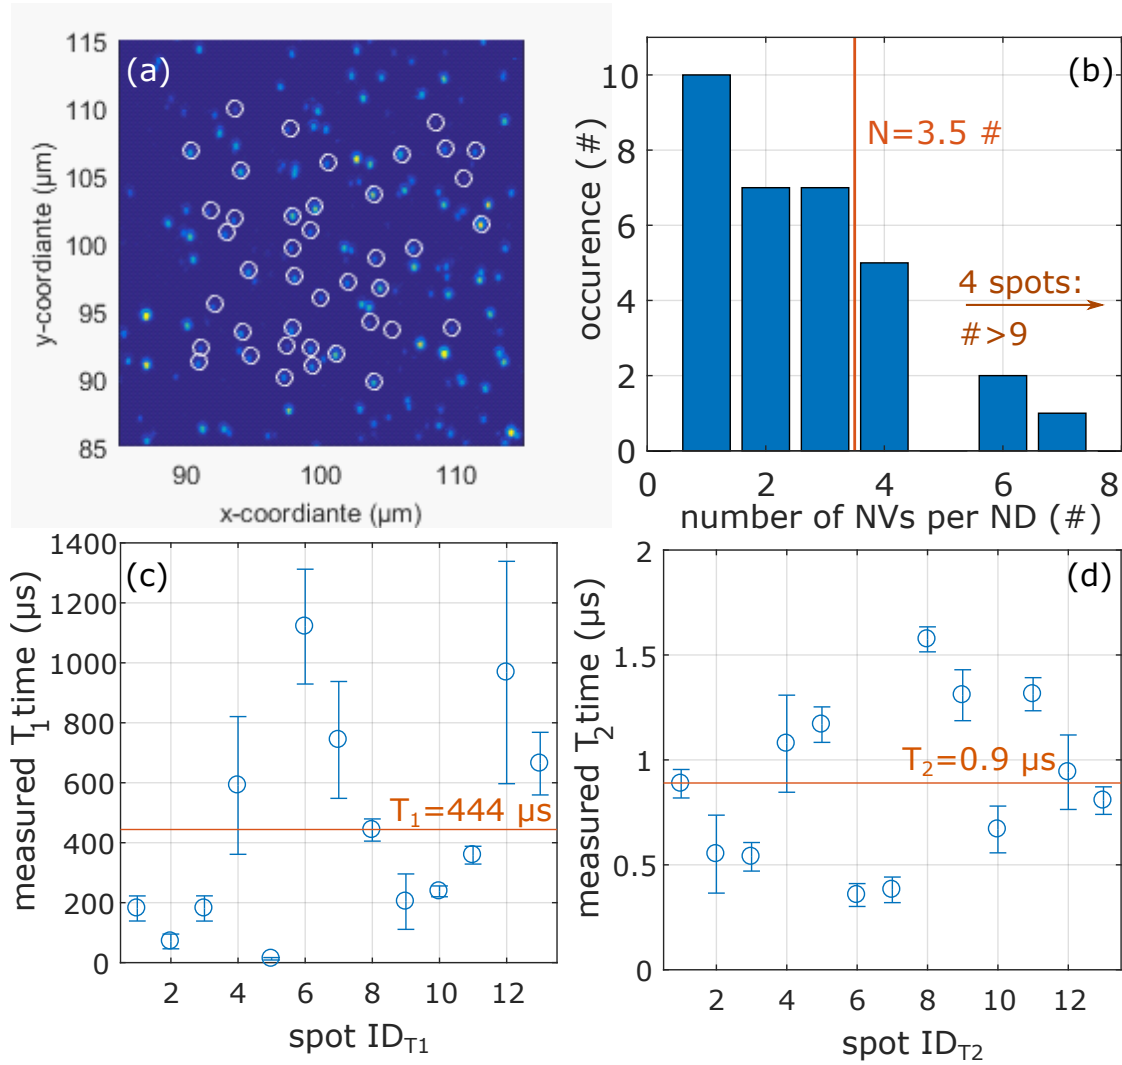 (a)
115
110
105
100
95
90
85
y-coordiante (µm)
90 100 110
x-coordiante (µm)
(b)
10
8
6
4
2
0
occurence (#)
N=3.5 #
4 spots:
#>9
0 2 4 6 8
number of NVs per ND (#)
(c)
1400
1200
1000
800
600
400
200
0
measured T1 time (µs)
T1=444 µs
2 4 6 8 10 12
spot IDT1
(d)
2
1.5
1
0.5
0
measured T2 time (µs)
T2=0.9 µs
2 4 6 8 10 12
spot IDT2